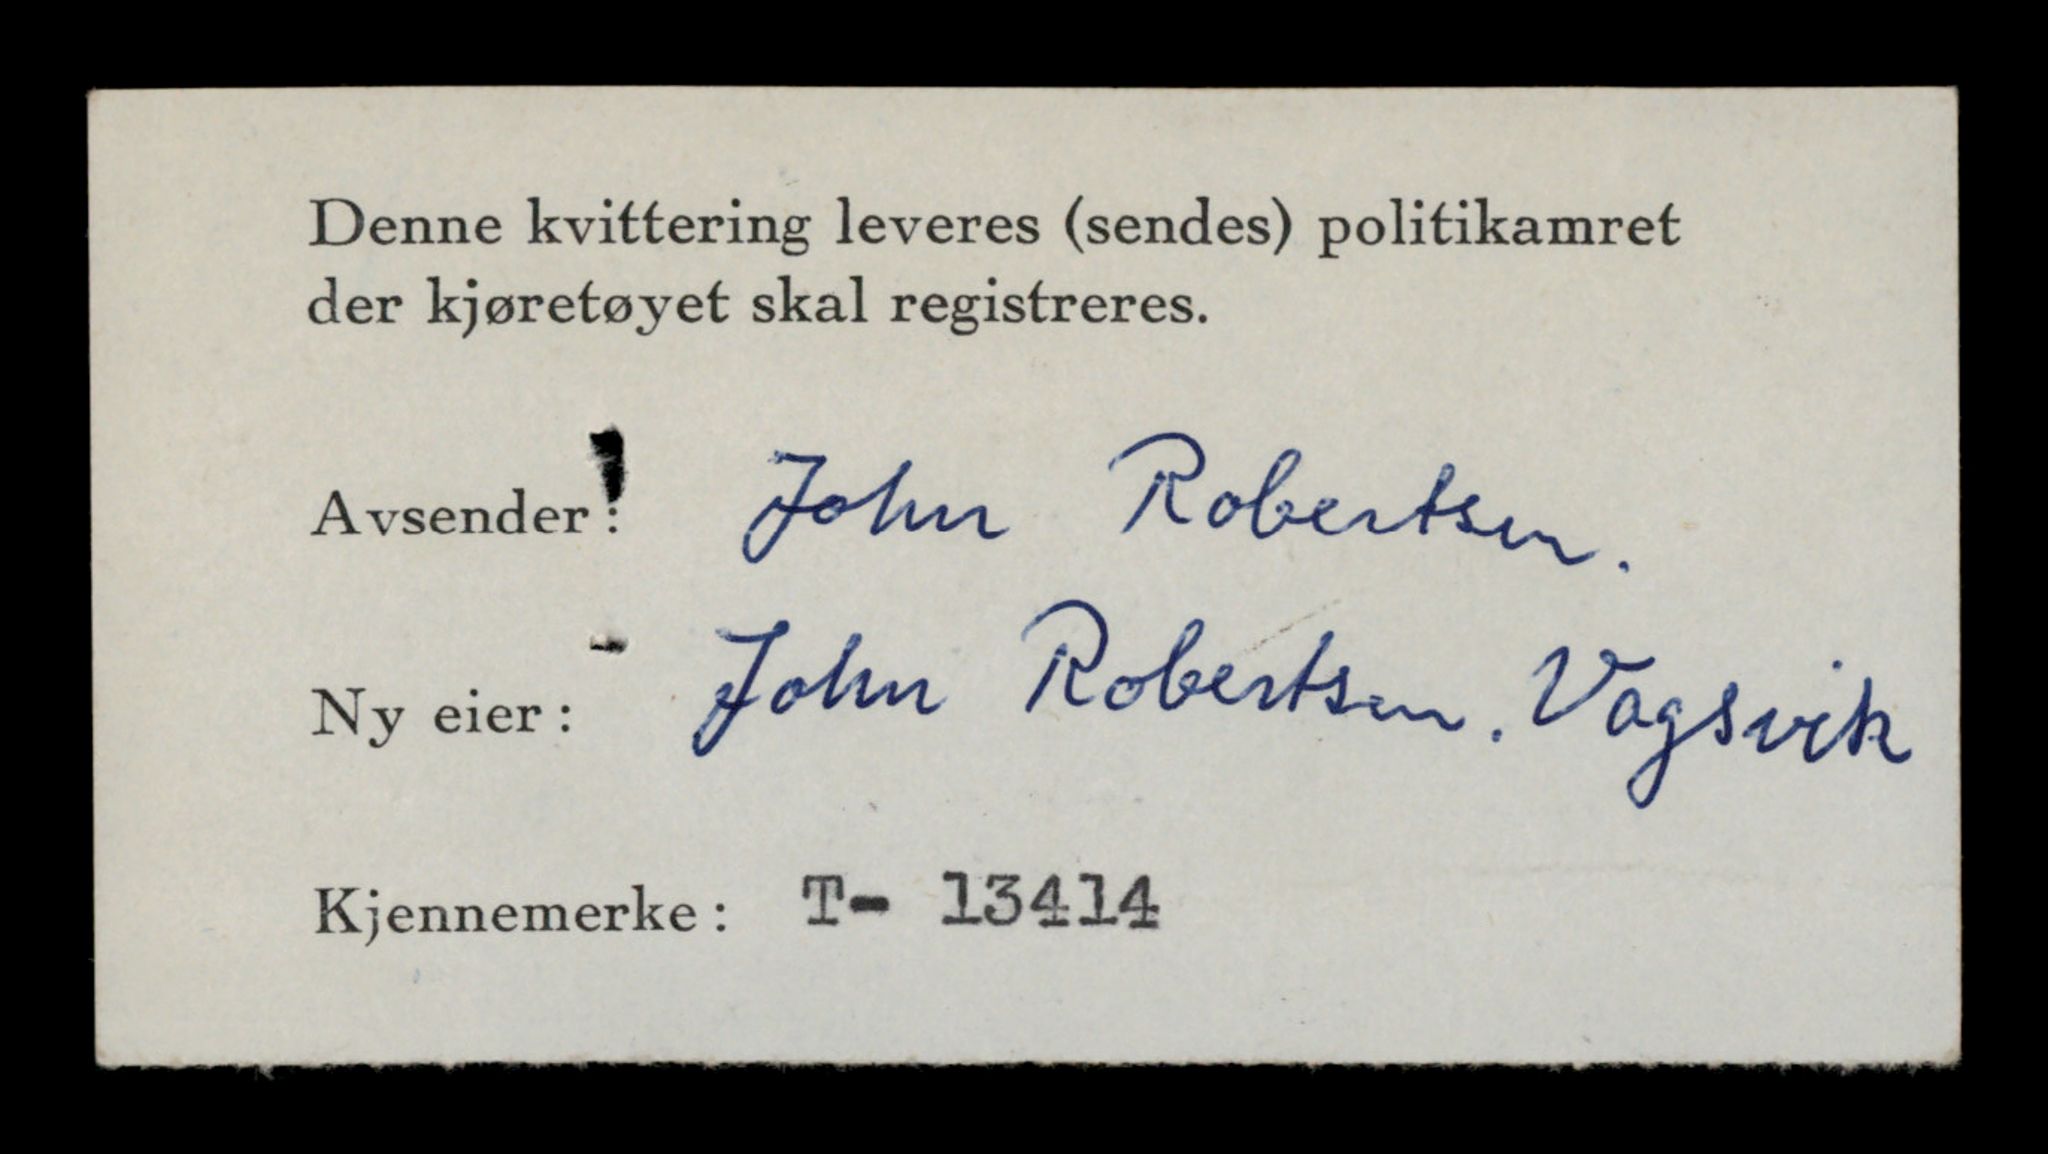 Denne kvittering leveres (sendes) politikamret
der kjøretøyet skal registreres.
Avsender: John Robertsen.
Ny eier: John Robertsen. Vagsvik
Kjennemerke: T- 13414